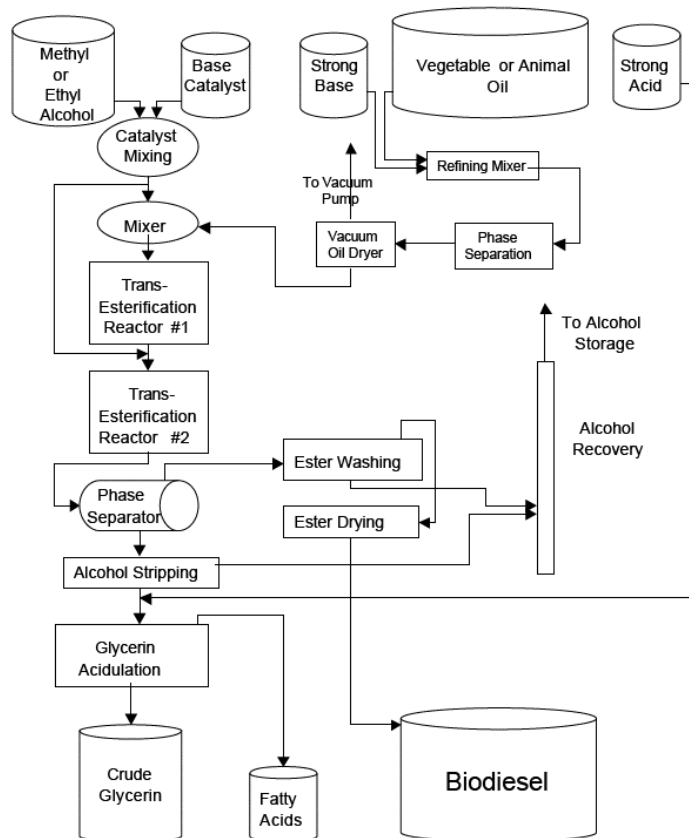 Methyl
or
Ethyl
Alcohol
Base
Catalyst
Strong
Base
Vegetable or Animal
Oil
Strong
Acid
Catalyst
Mixing
Refining Mixer
To Vacuum
Pump
Mixer
Vacuum
Oil Dryer
Phase
Separation
Trans-
Esterification
Reactor #1
To Alcohol
Storage
Trans-
Esterification
Reactor #2
Alcohol
Recovery
Ester Washing
Phase
Separator
Ester Drying
Alcohol Stripping
Glycerin
Acidulation
Crude
Glycerin
Fatty
Acids
Biodiesel